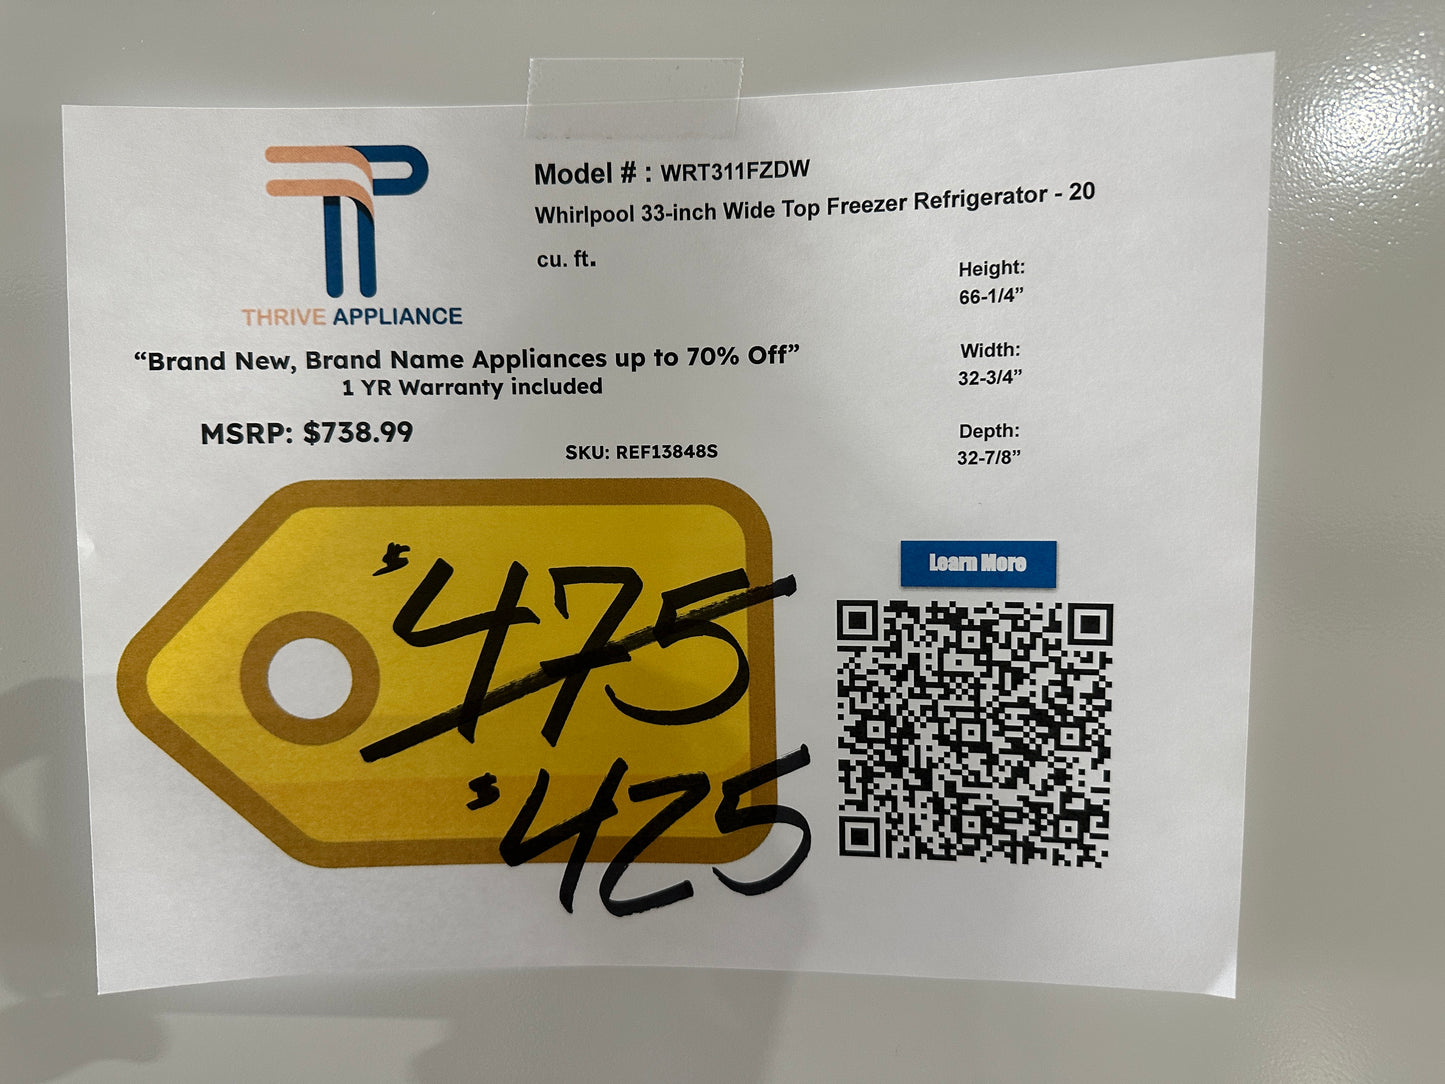 Model # : WRT311FZDW
Whirlpool 33-inch Wide Top Freezer Refrigerator - 20
cu. ft.
THRIVE APPLIANCE
“Brand New, Brand Name Appliances up to 70% Off”
1 YR Warranty included
MSRP: $738.99
SKU: REF13848S
Height:
66-1/4”
Width:
32-3/4”
Depth:
32-7/8”
$475
$425
Learn More